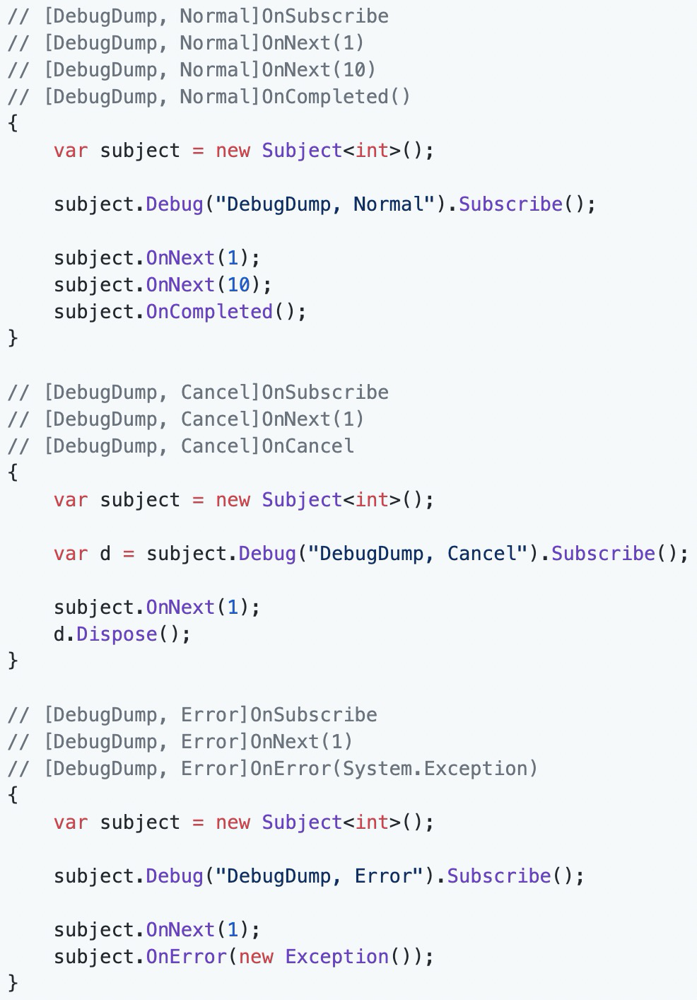 // [DebugDump, Normal]OnSubscribe
// [DebugDump, Normal]OnNext(1)
// [DebugDump, Normal]OnNext(10)
// [DebugDump, Normal]OnCompleted()
{
    var subject = new Subject<int>();

    subject.Debug("DebugDump, Normal").Subscribe();

    subject.OnNext(1);
    subject.OnNext(10);
    subject.OnCompleted();
}

// [DebugDump, Cancel]OnSubscribe
// [DebugDump, Cancel]OnNext(1)
// [DebugDump, Cancel]OnCancel
{
    var subject = new Subject<int>();

    var d = subject.Debug("DebugDump, Cancel").Subscribe();

    subject.OnNext(1);
    d.Dispose();
}

// [DebugDump, Error]OnSubscribe
// [DebugDump, Error]OnNext(1)
// [DebugDump, Error]OnError(System.Exception)
{
    var subject = new Subject<int>();

    subject.Debug("DebugDump, Error").Subscribe();

    subject.OnNext(1);
    subject.OnError(new Exception());
}